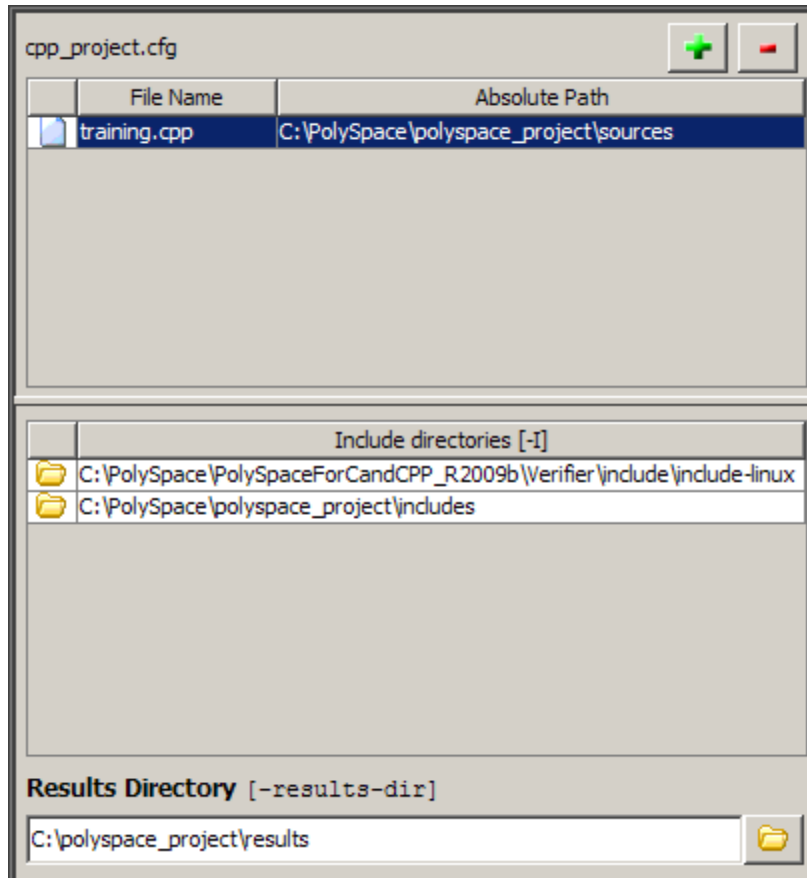 cpp_project.cfg
File Name Absolute Path
training.cpp C:\PolySpace\polyspace_project\sources
Include directories [-I]
C:\PolySpace\PolySpaceForCandCPP_R2009b\Verifier\include\include-linux
C:\PolySpace\polyspace_project\includes
Results Directory [-results-dir]
C:\polyspace_project\results